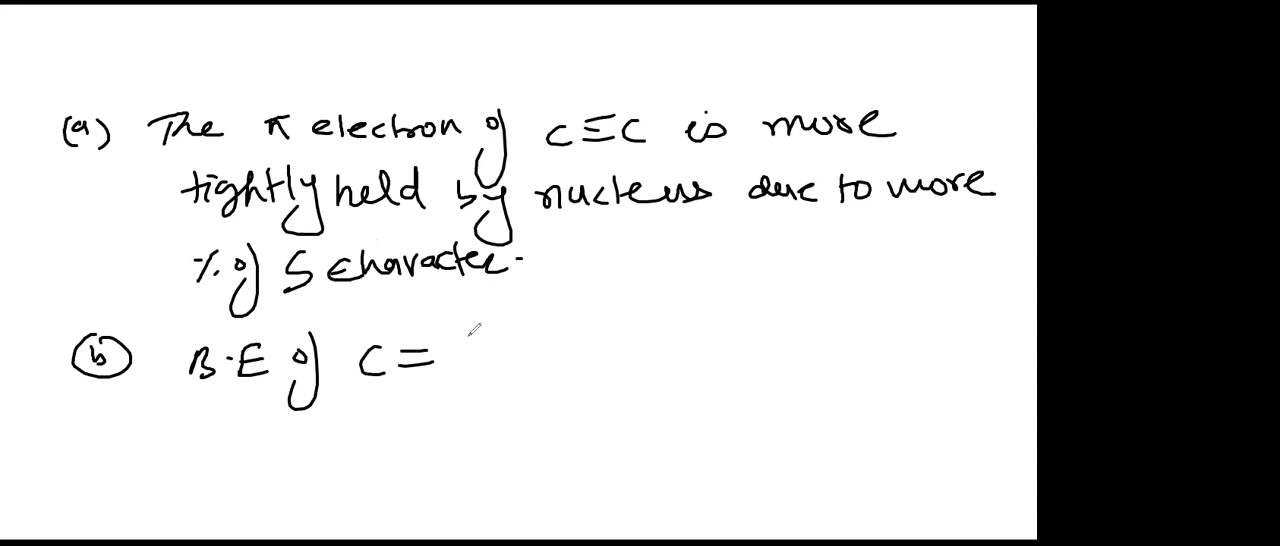 (a) The π electron of C≡C is more
tightly held by nucleus due to more
% of S character.
(b) B.E of C=